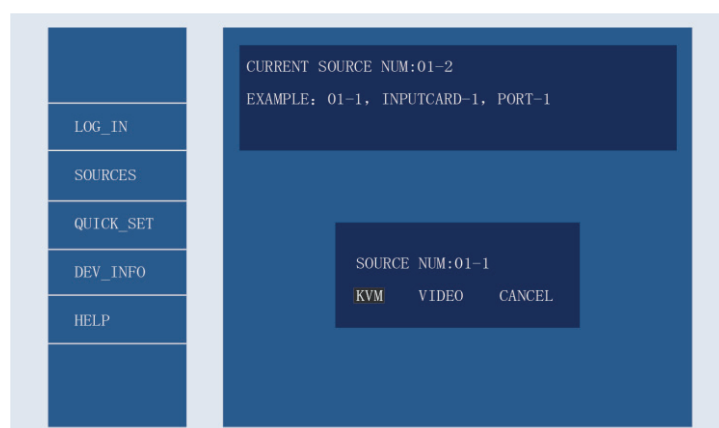 LOG_IN
SOURCES
QUICK_SET
DEV_INFO
HELP
CURRENT SOURCE NUM:01-2
EXAMPLE: 01-1, INPUTCARD-1, PORT-1
SOURCE NUM:01-1
KVM VIDEO CANCEL